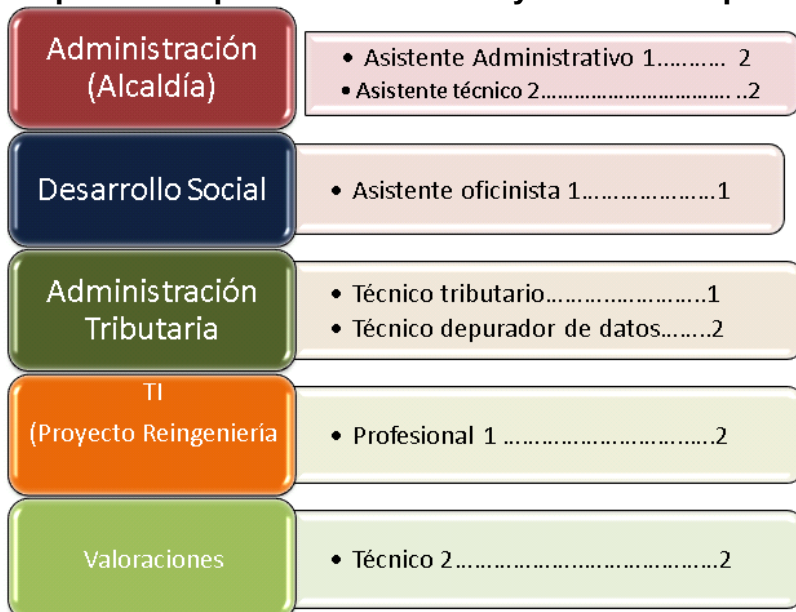 Administración
(Alcaldía)
• Asistente Administrativo 1........... 2
• Asistente técnico 2................................. ..2
Desarrollo Social
• Asistente oficinista 1.......................1
Administración
Tributaria
• Técnico tributario...........................1
• Técnico depurador de datos........2
TI
(Proyecto Reingeniería
• Profesional 1 ................................2
Valoraciones
• Técnico 2........................................2